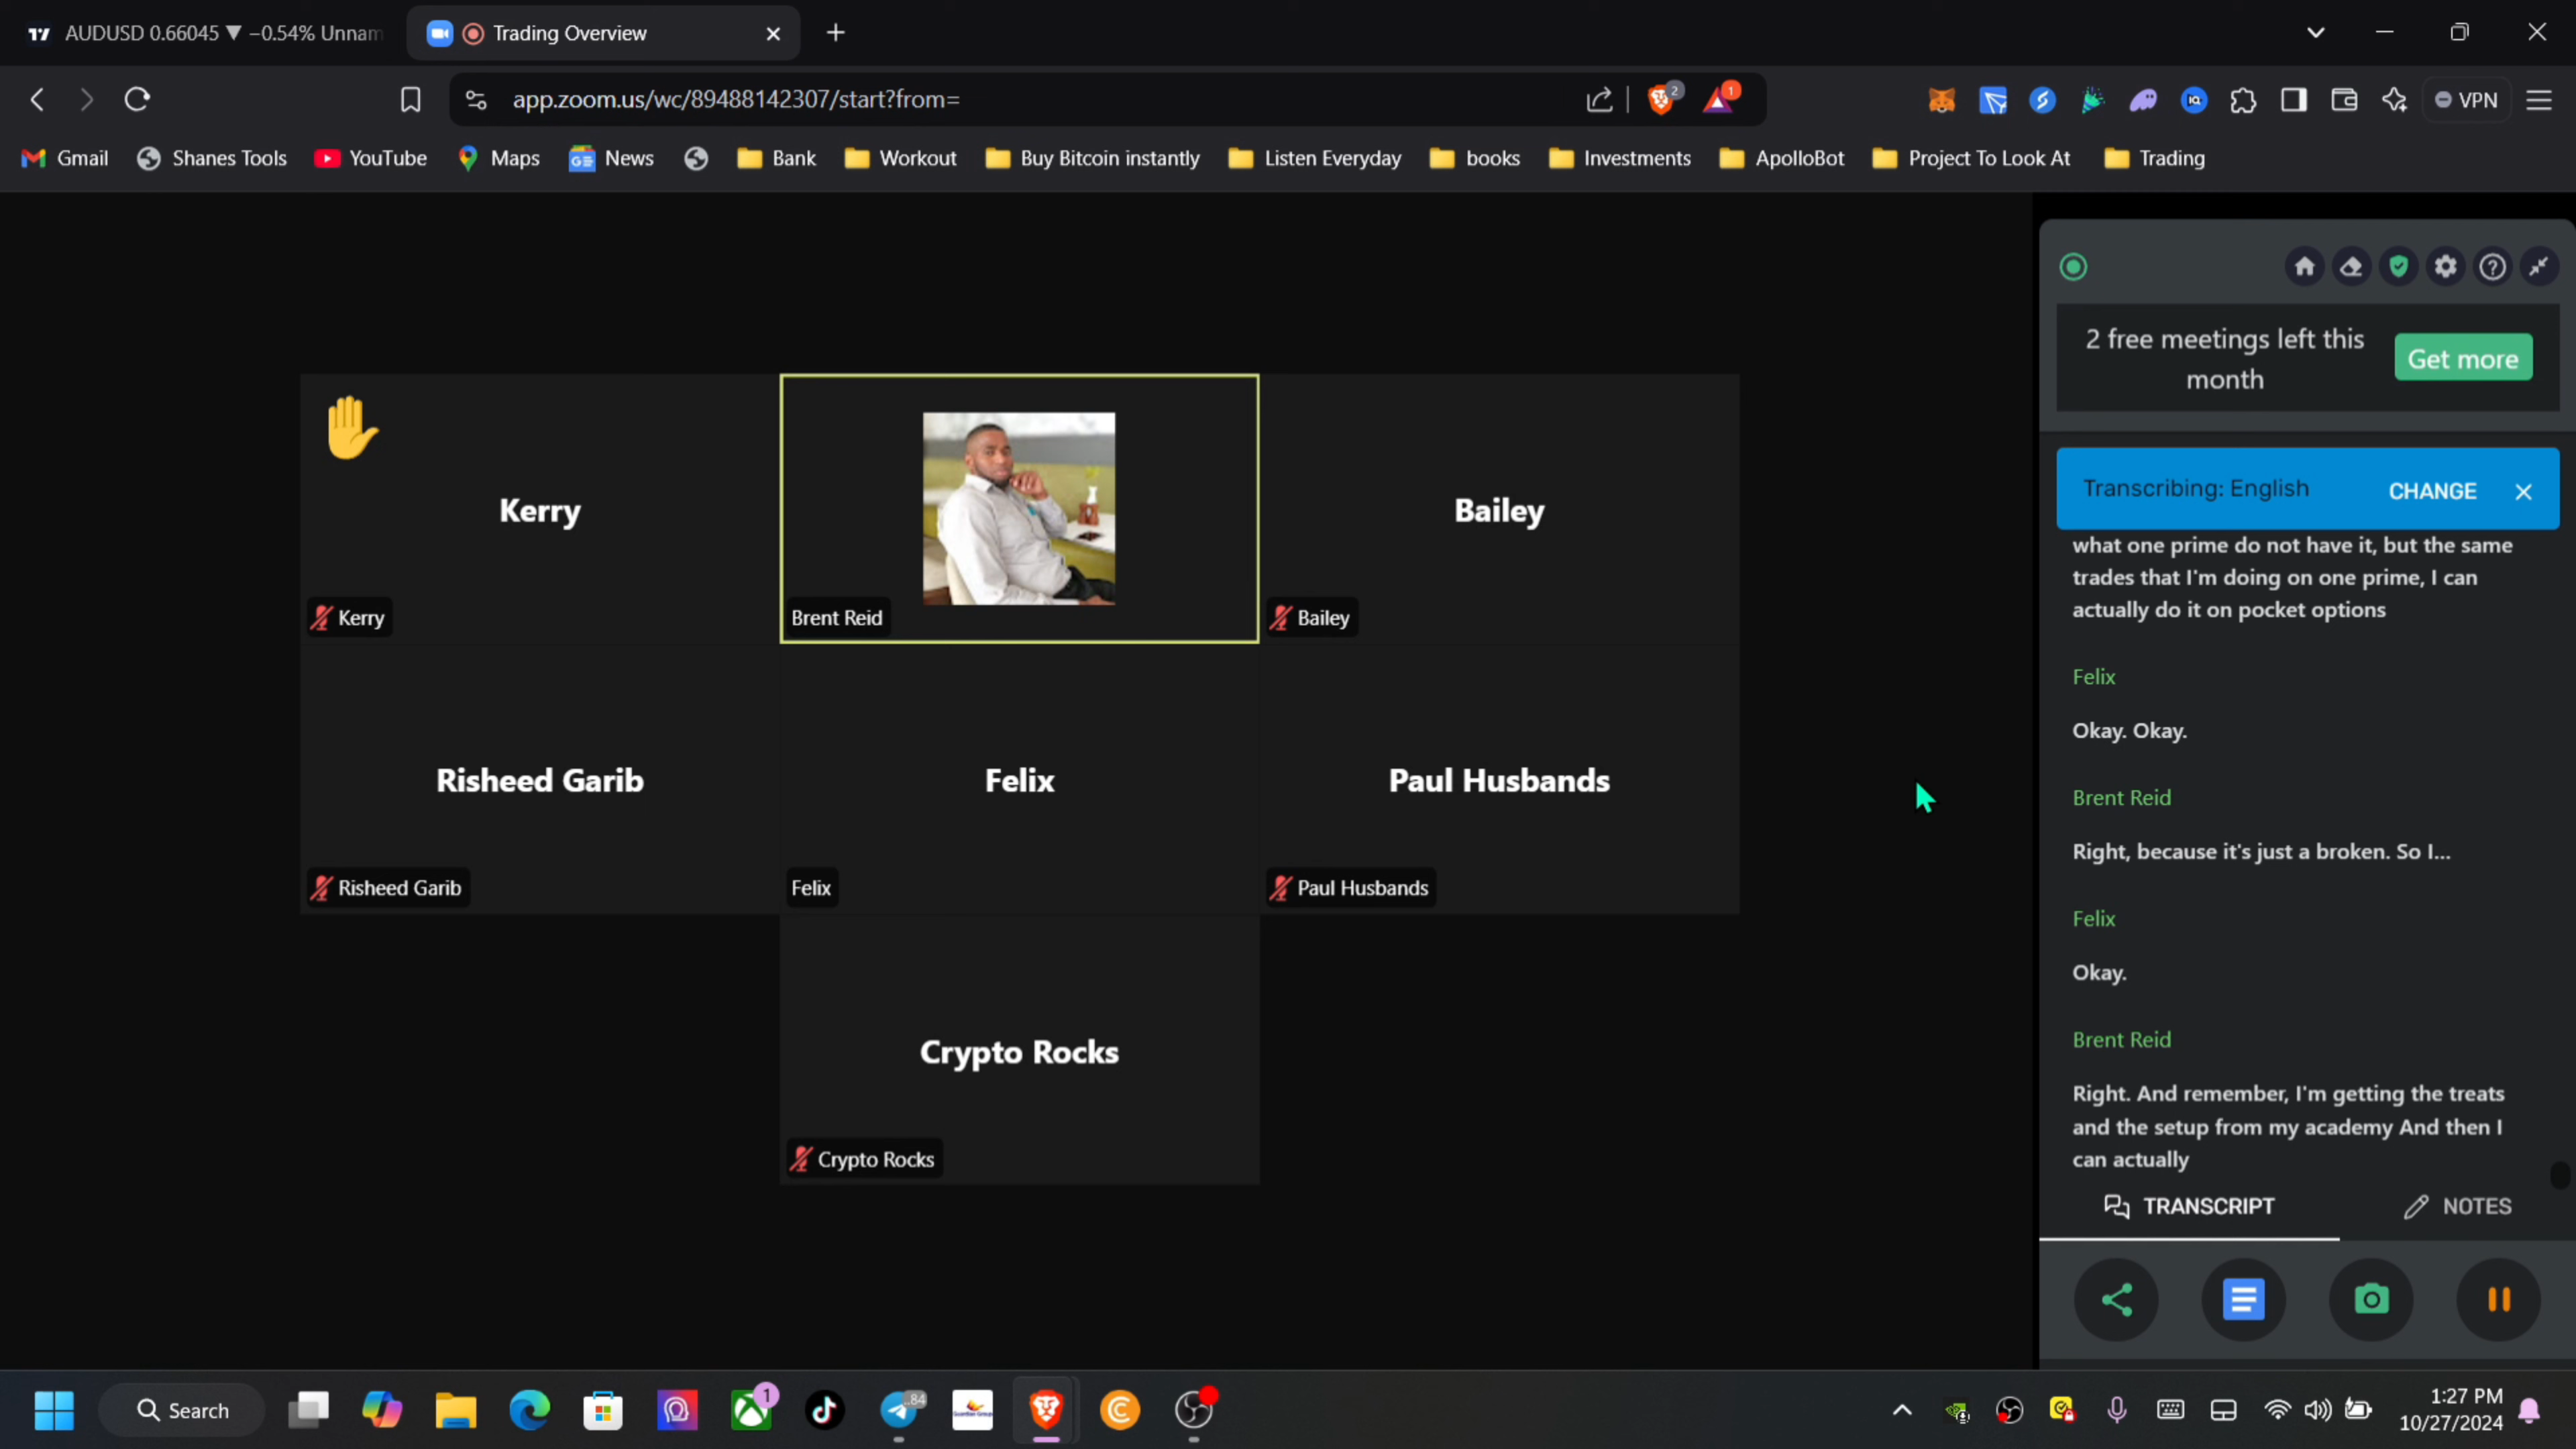 AUDUSD 0.66045 ▼ −0.54% Unnam
Trading Overview
app.zoom.us/wc/89488142307/start?from=
2
1
VPN
Gmail
Shanes Tools
YouTube
Maps
News
Bank
Workout
Buy Bitcoin instantly
Listen Everyday
books
Investments
ApolloBot
Project To Look At
Trading
2 free meetings left this
month
Get more
Transcribing: English
CHANGE
what one prime do not have it, but the same
trades that I'm doing on one prime, I can
actually do it on pocket options
Felix
Okay. Okay.
Brent Reid
Right, because it's just a broken. So I...
Felix
Okay.
Brent Reid
Right. And remember, I'm getting the treats
and the setup from my academy And then I
can actually
TRANSCRIPT
NOTES
Kerry
Kerry
Brent Reid
Bailey
Bailey
Risheed Garib
Risheed Garib
Felix
Felix
Paul Husbands
Paul Husbands
Crypto Rocks
Crypto Rocks
Search
1
84
1:27 PM
10/27/2024